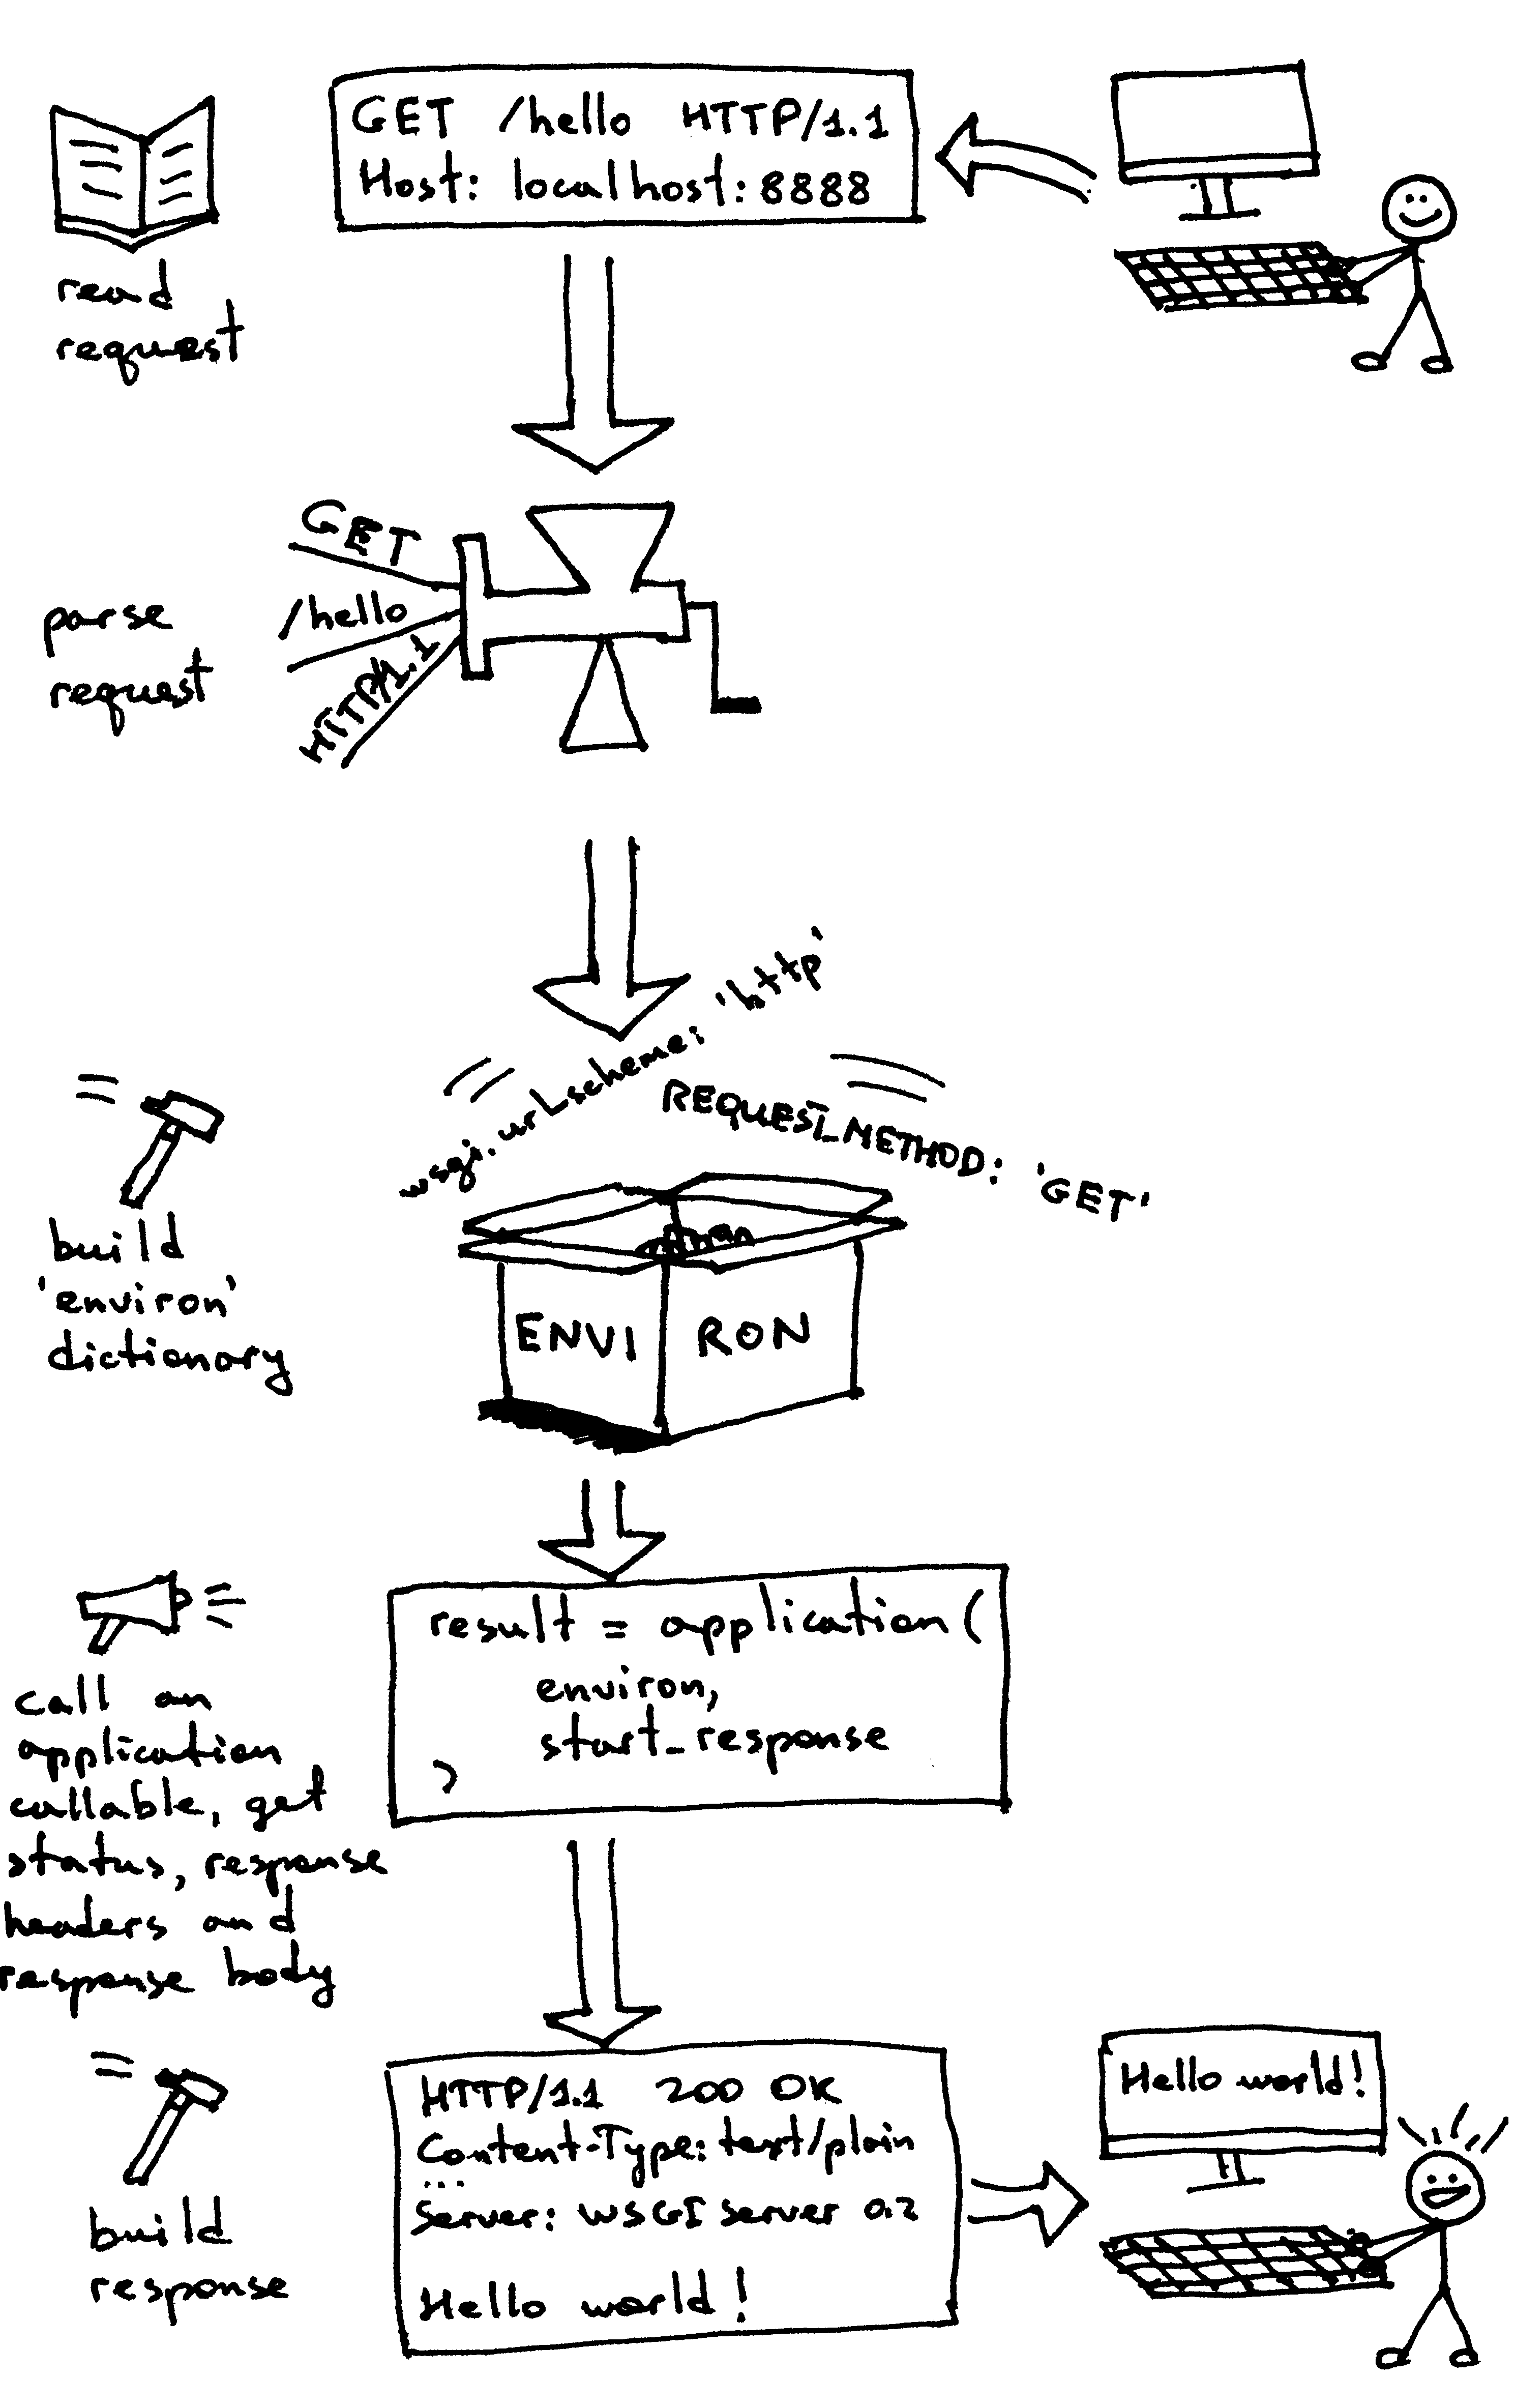 GET /hello HTTP/1.1
Host: localhost:8888
read
request
GET
/hello
HTTP/1.1
parse
request
wsgi.url_scheme: 'http'
REQUEST_METHOD: 'GET'
build
'environ'
dictionary
ENVI RON
result = application(
environ,
start_response
)
call an
application
callable, get
status, response
headers and
response body
HTTP/1.1 200 OK
Content-Type: text/plain
...
Server: WSGIServer 0.2
Hello world!
build
response
Hello world!